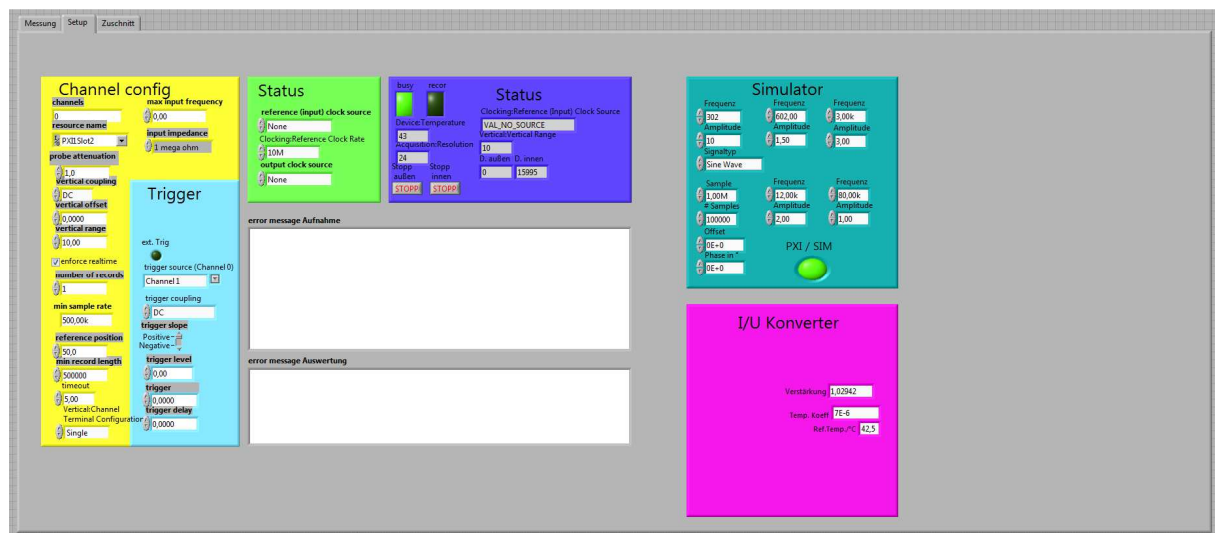 Messung Setup Zuschnitt
Channel config
channels
0
resource name
PXI1Slot2
probe attenuation
1,0
vertical coupling
DC
vertical offset
0,0000
vertical range
10,00
enforce realtime
number of records
1
min sample rate
500,00k
reference position
50,0
min record length
500000
timeout
5,00
Vertical:Channel
Terminal Configuration
Single
max input frequency
0,00
input impedance
1 mega ohm
Trigger
ext. Trig
trigger source (Channel 0)
Channel 1
trigger coupling
DC
trigger slope
Positive
Negative
trigger level
0,00
trigger
0,0000
trigger delay
0,0000
Status
reference (input) clock source
None
Clocking:Reference Clock Rate
10M
output clock source
None
busy recor
Status
Device:Temperature
43
Acquisition:Resolution
24
Stopp Stopp
außen innen
STOPP STOPP
Clocking:Reference (Input) Clock Source
VAL_NO_SOURCE
Vertical:Vertical Range
10
D. außen D. innen
0 15995
error message Aufnahme
error message Auswertung
Simulator
Frequenz Frequenz Frequenz
302 602,00 3,00k
Amplitude Amplitude Amplitude
10 1,50 3,00
Signaltyp
Sine Wave
Sample Frequenz Frequenz
1,00M 12,00k 80,00k
# Samples Amplitude Amplitude
100000 2,00 1,00
Offset
0E+0
Phase in °
0E+0
PXI / SIM
I/U Konverter
Verstärkung 1,02942
Temp. Koeff 7E-6
Ref.Temp./°C 42,5